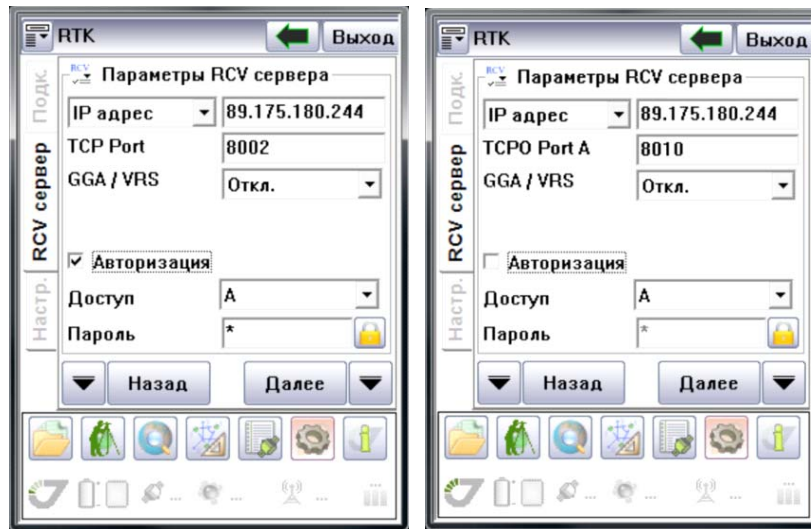 RTK
Выход
Подк.
RCV сервер
Настр.
RCV
Параметры RCV сервера
IP адрес 89.175.180.244
TCP Port 8002
GGA / VRS Откл.
Авторизация
Доступ A
Пароль *
Назад Далее
...
...
...
RTK
Выход
Подк.
RCV сервер
Настр.
RCV
Параметры RCV сервера
IP адрес 89.175.180.244
TCPO Port A 8010
GGA / VRS Откл.
Авторизация
Доступ A
Пароль *
Назад Далее
...
...
...